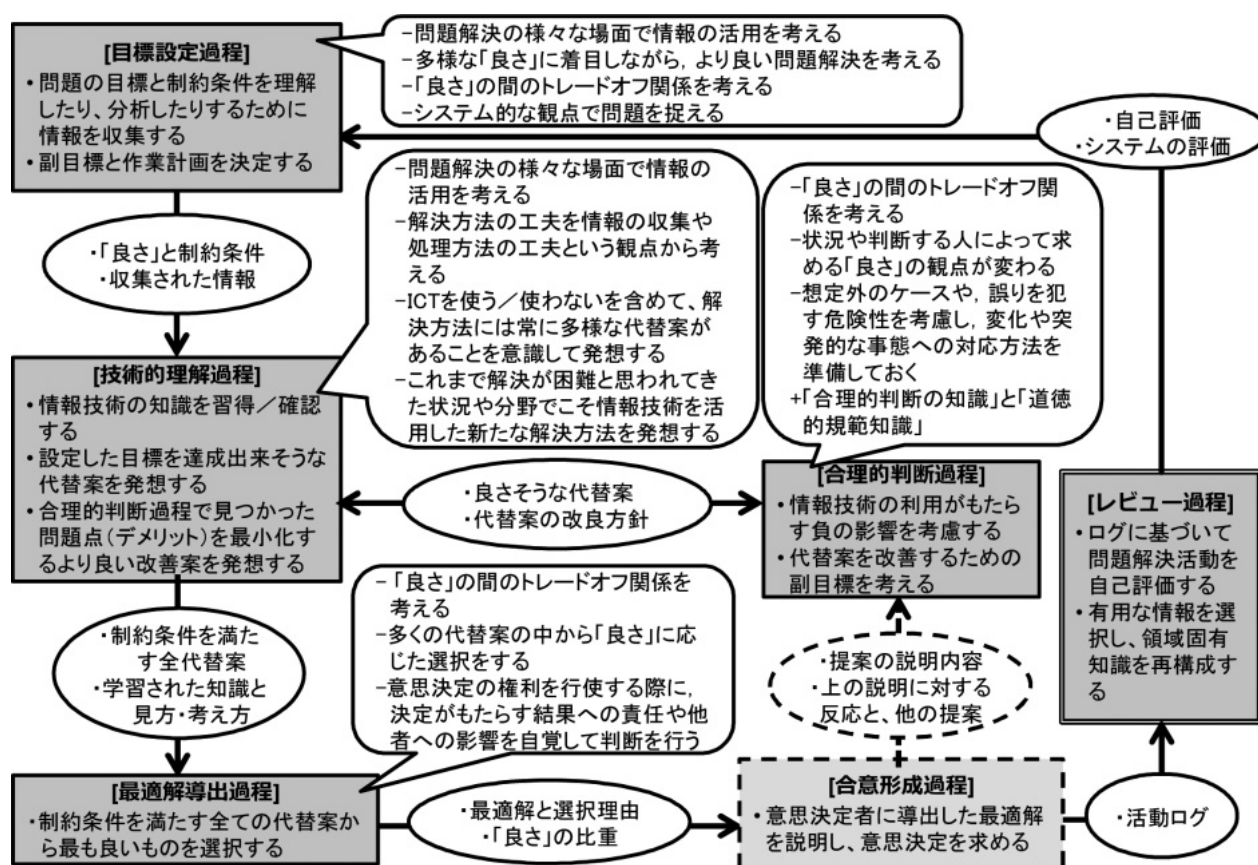 [目標設定過程]
・問題の目標と制約条件を理解
したり、分析したりするために
情報を収集する
・副目標と作業計画を決定する
−問題解決の様々な場面で情報の活用を考える
−多様な「良さ」に着目しながら，より良い問題解決を考える
−「良さ」の間のトレードオフ関係を考える
−システム的な観点で問題を捉える
・自己評価
・システムの評価
・「良さ」と制約条件
・収集された情報
−問題解決の様々な場面で情報の
活用を考える
−解決方法の工夫を情報の収集や
処理方法の工夫という観点から考
える
−ICTを使う／使わないを含めて、解
決方法には常に多様な代替案が
あることを意識して発想する
−これまで解決が困難と思われてき
た状況や分野でこそ情報技術を活
用した新たな解決方法を発想する
−「良さ」の間のトレードオフ関
係を考える
−状況や判断する人によって求
める「良さ」の観点が変わる
−想定外のケースや，誤りを犯
す危険性を考慮し，変化や突
発的な事態への対応方法を
準備しておく
+「合理的判断の知識」と「道徳
的規範知識」
[技術的理解過程]
・情報技術の知識を習得／確認
する
・設定した目標を達成出来そうな
代替案を発想する
・合理的判断過程で見つかった
問題点（デメリット）を最小化す
るより良い改善案を発想する
・良さそうな代替案
・代替案の改良方針
[合理的判断過程]
・情報技術の利用がもたら
す負の影響を考慮する
・代替案を改善するための
副目標を考える
[レビュー過程]
・ログに基づいて
問題解決活動を
自己評価する
・有用な情報を選
択し、領域固有
知識を再構成す
る
・制約条件を満た
す全代替案
・学習された知識と
見方・考え方
−「良さ」の間のトレードオフ関係を
考える
−多くの代替案の中から「良さ」に応
じた選択をする
−意思決定の権利を行使する際に，
決定がもたらす結果への責任や他
者への影響を自覚して判断を行う
・提案の説明内容
・上の説明に対する
反応と、他の提案
[最適解導出過程]
・制約条件を満たす全ての代替案か
ら最も良いものを選択する
・最適解と選択理由
・「良さ」の比重
[合意形成過程]
・意思決定者に導出した最適解
を説明し、意思決定を求める
・活動ログ